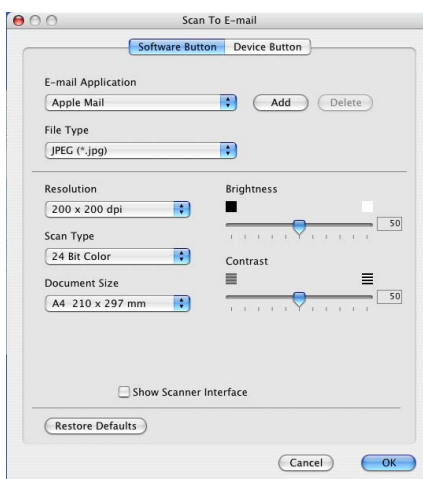 Scan To E-mail
Software Button Device Button
E-mail Application
Apple Mail Add Delete
File Type
JPEG (*.jpg)
Resolution Brightness
200 x 200 dpi 50
Scan Type
24 Bit Color
Contrast
Document Size
A4 210 x 297 mm 50
Show Scanner Interface
Restore Defaults
Cancel OK